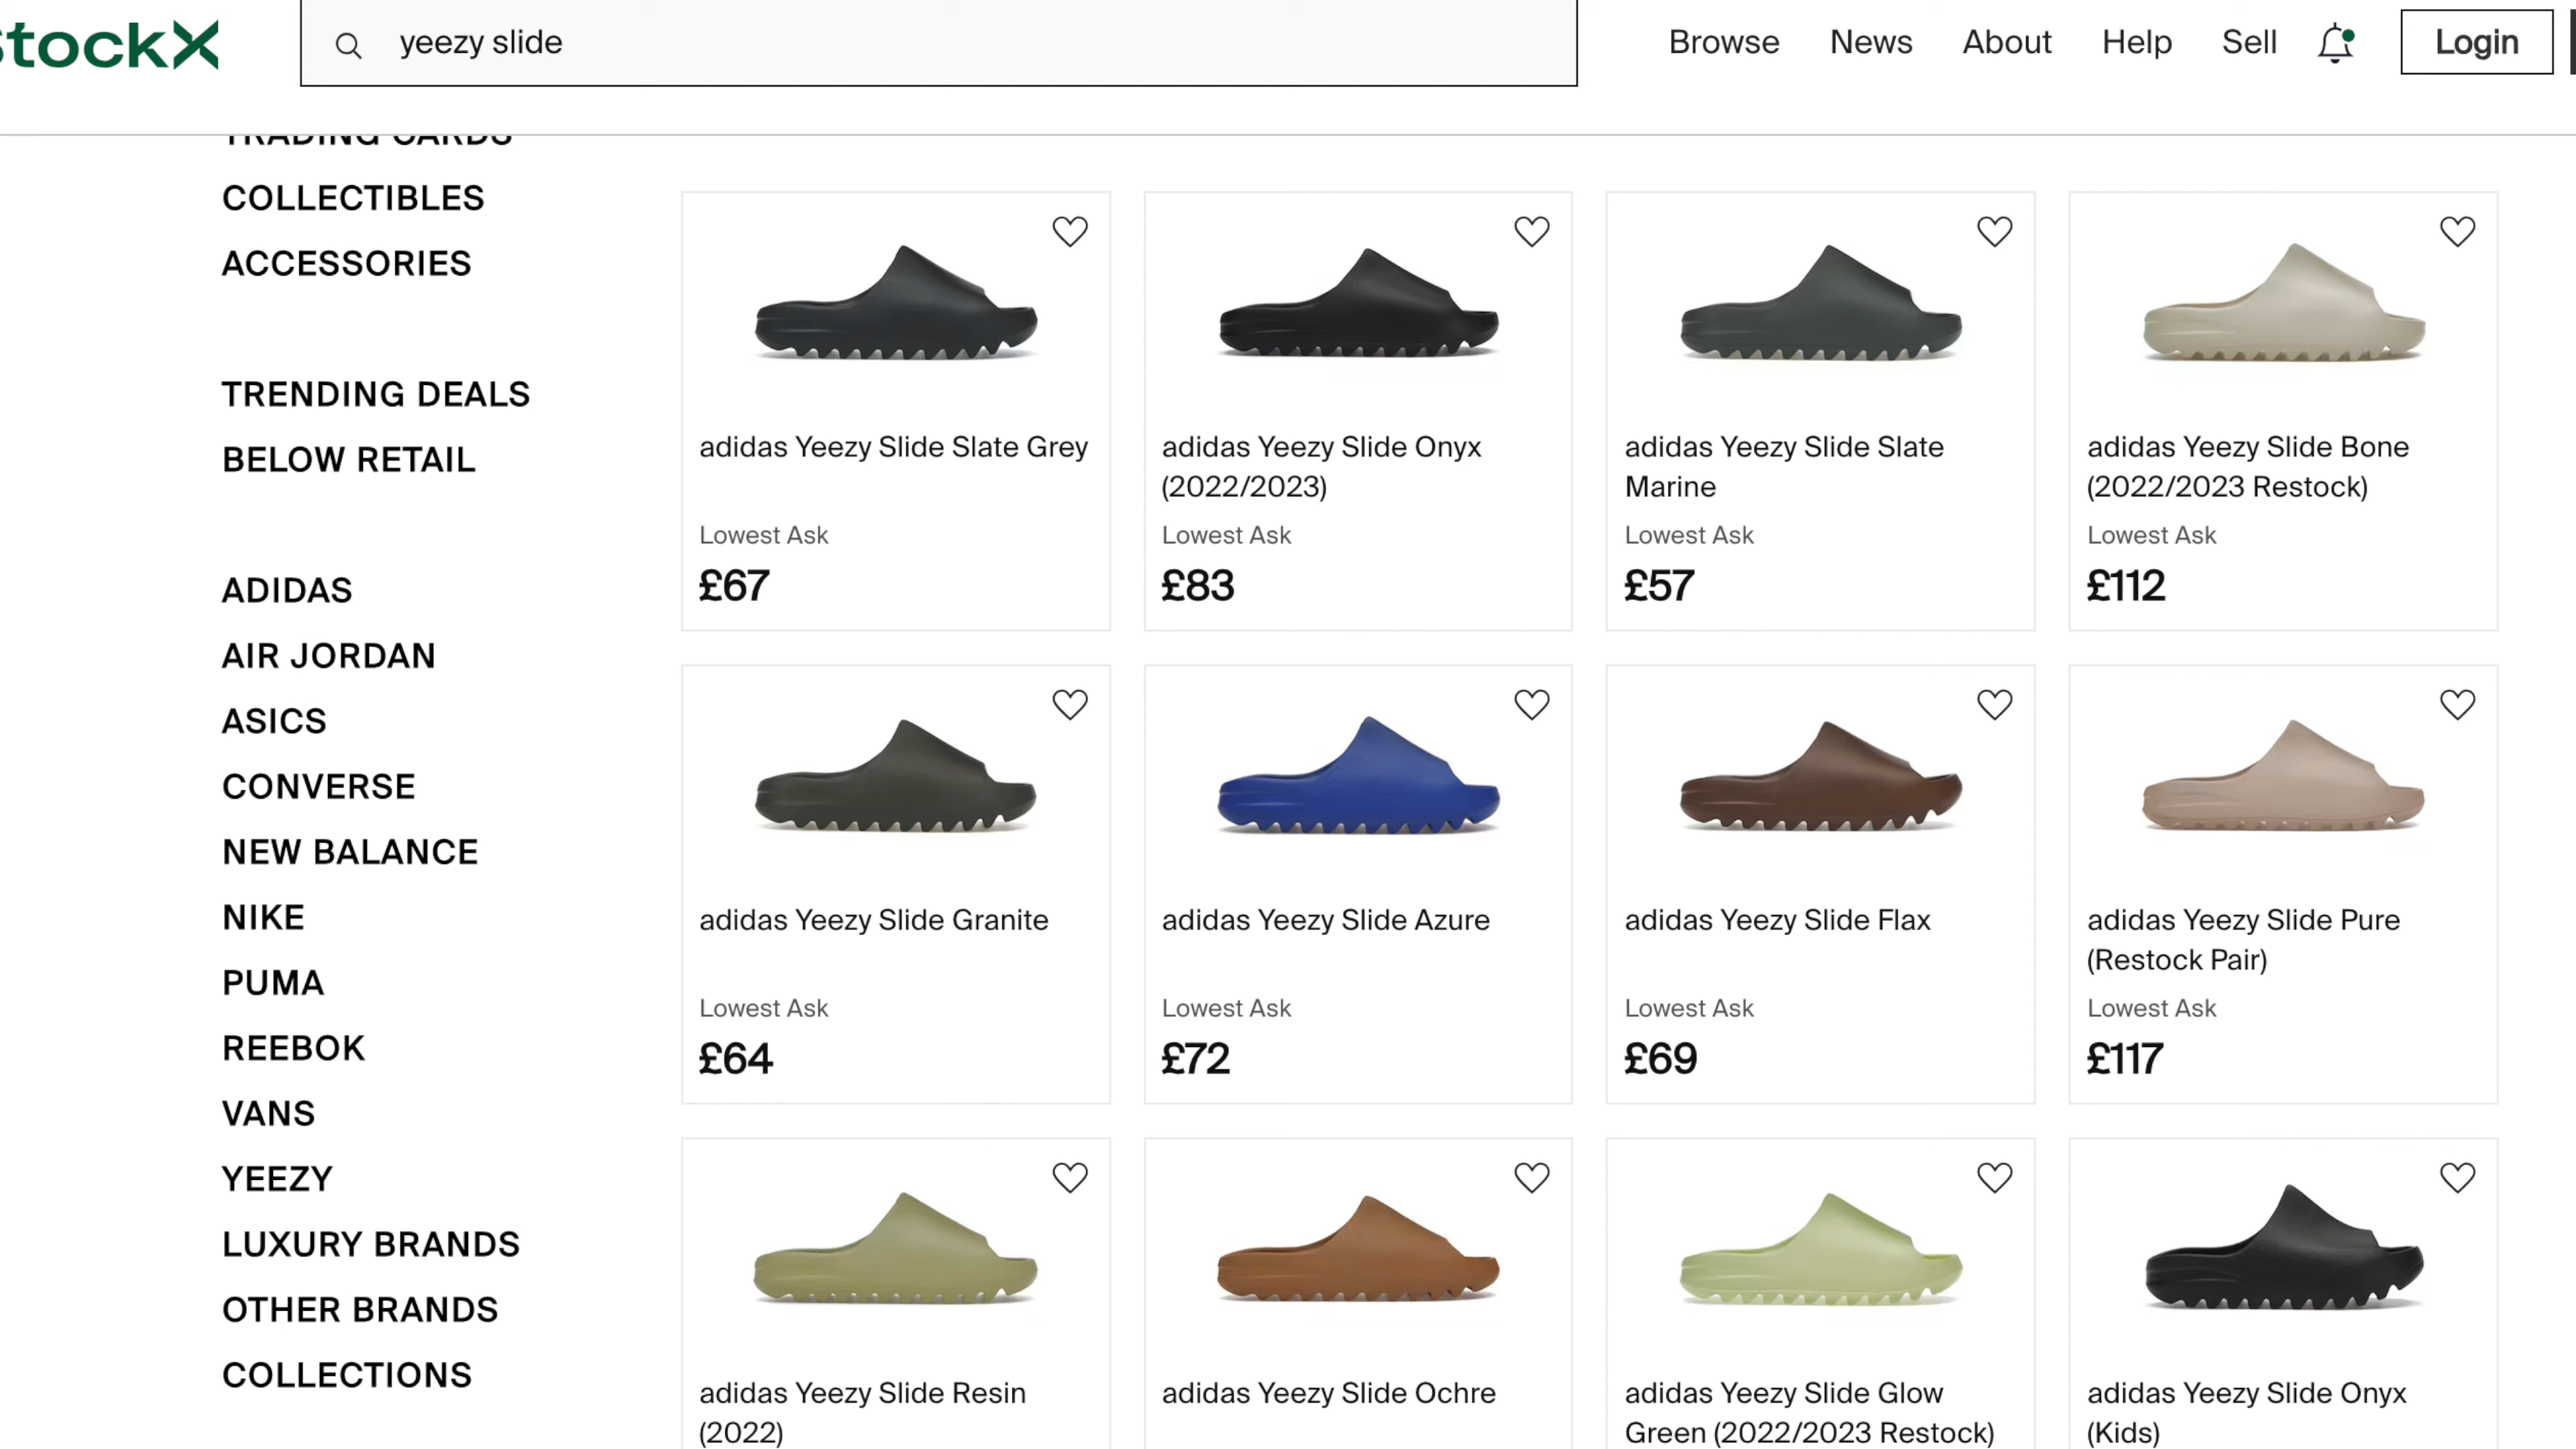 StockX
yeezy slide
Browse
News
About
Help
Sell
Login
TRADING CARDS
COLLECTIBLES
ACCESSORIES
TRENDING DEALS
BELOW RETAIL
ADIDAS
AIR JORDAN
ASICS
CONVERSE
NEW BALANCE
NIKE
PUMA
REEBOK
VANS
YEEZY
LUXURY BRANDS
OTHER BRANDS
COLLECTIONS
adidas Yeezy Slide Slate Grey
Lowest Ask
£67
adidas Yeezy Slide Onyx
(2022/2023)
Lowest Ask
£83
adidas Yeezy Slide Slate
Marine
Lowest Ask
£57
adidas Yeezy Slide Bone
(2022/2023 Restock)
Lowest Ask
£112
adidas Yeezy Slide Granite
Lowest Ask
£64
adidas Yeezy Slide Azure
Lowest Ask
£72
adidas Yeezy Slide Flax
Lowest Ask
£69
adidas Yeezy Slide Pure
(Restock Pair)
Lowest Ask
£117
adidas Yeezy Slide Resin
(2022)
adidas Yeezy Slide Ochre
adidas Yeezy Slide Glow
Green (2022/2023 Restock)
adidas Yeezy Slide Onyx
(Kids)